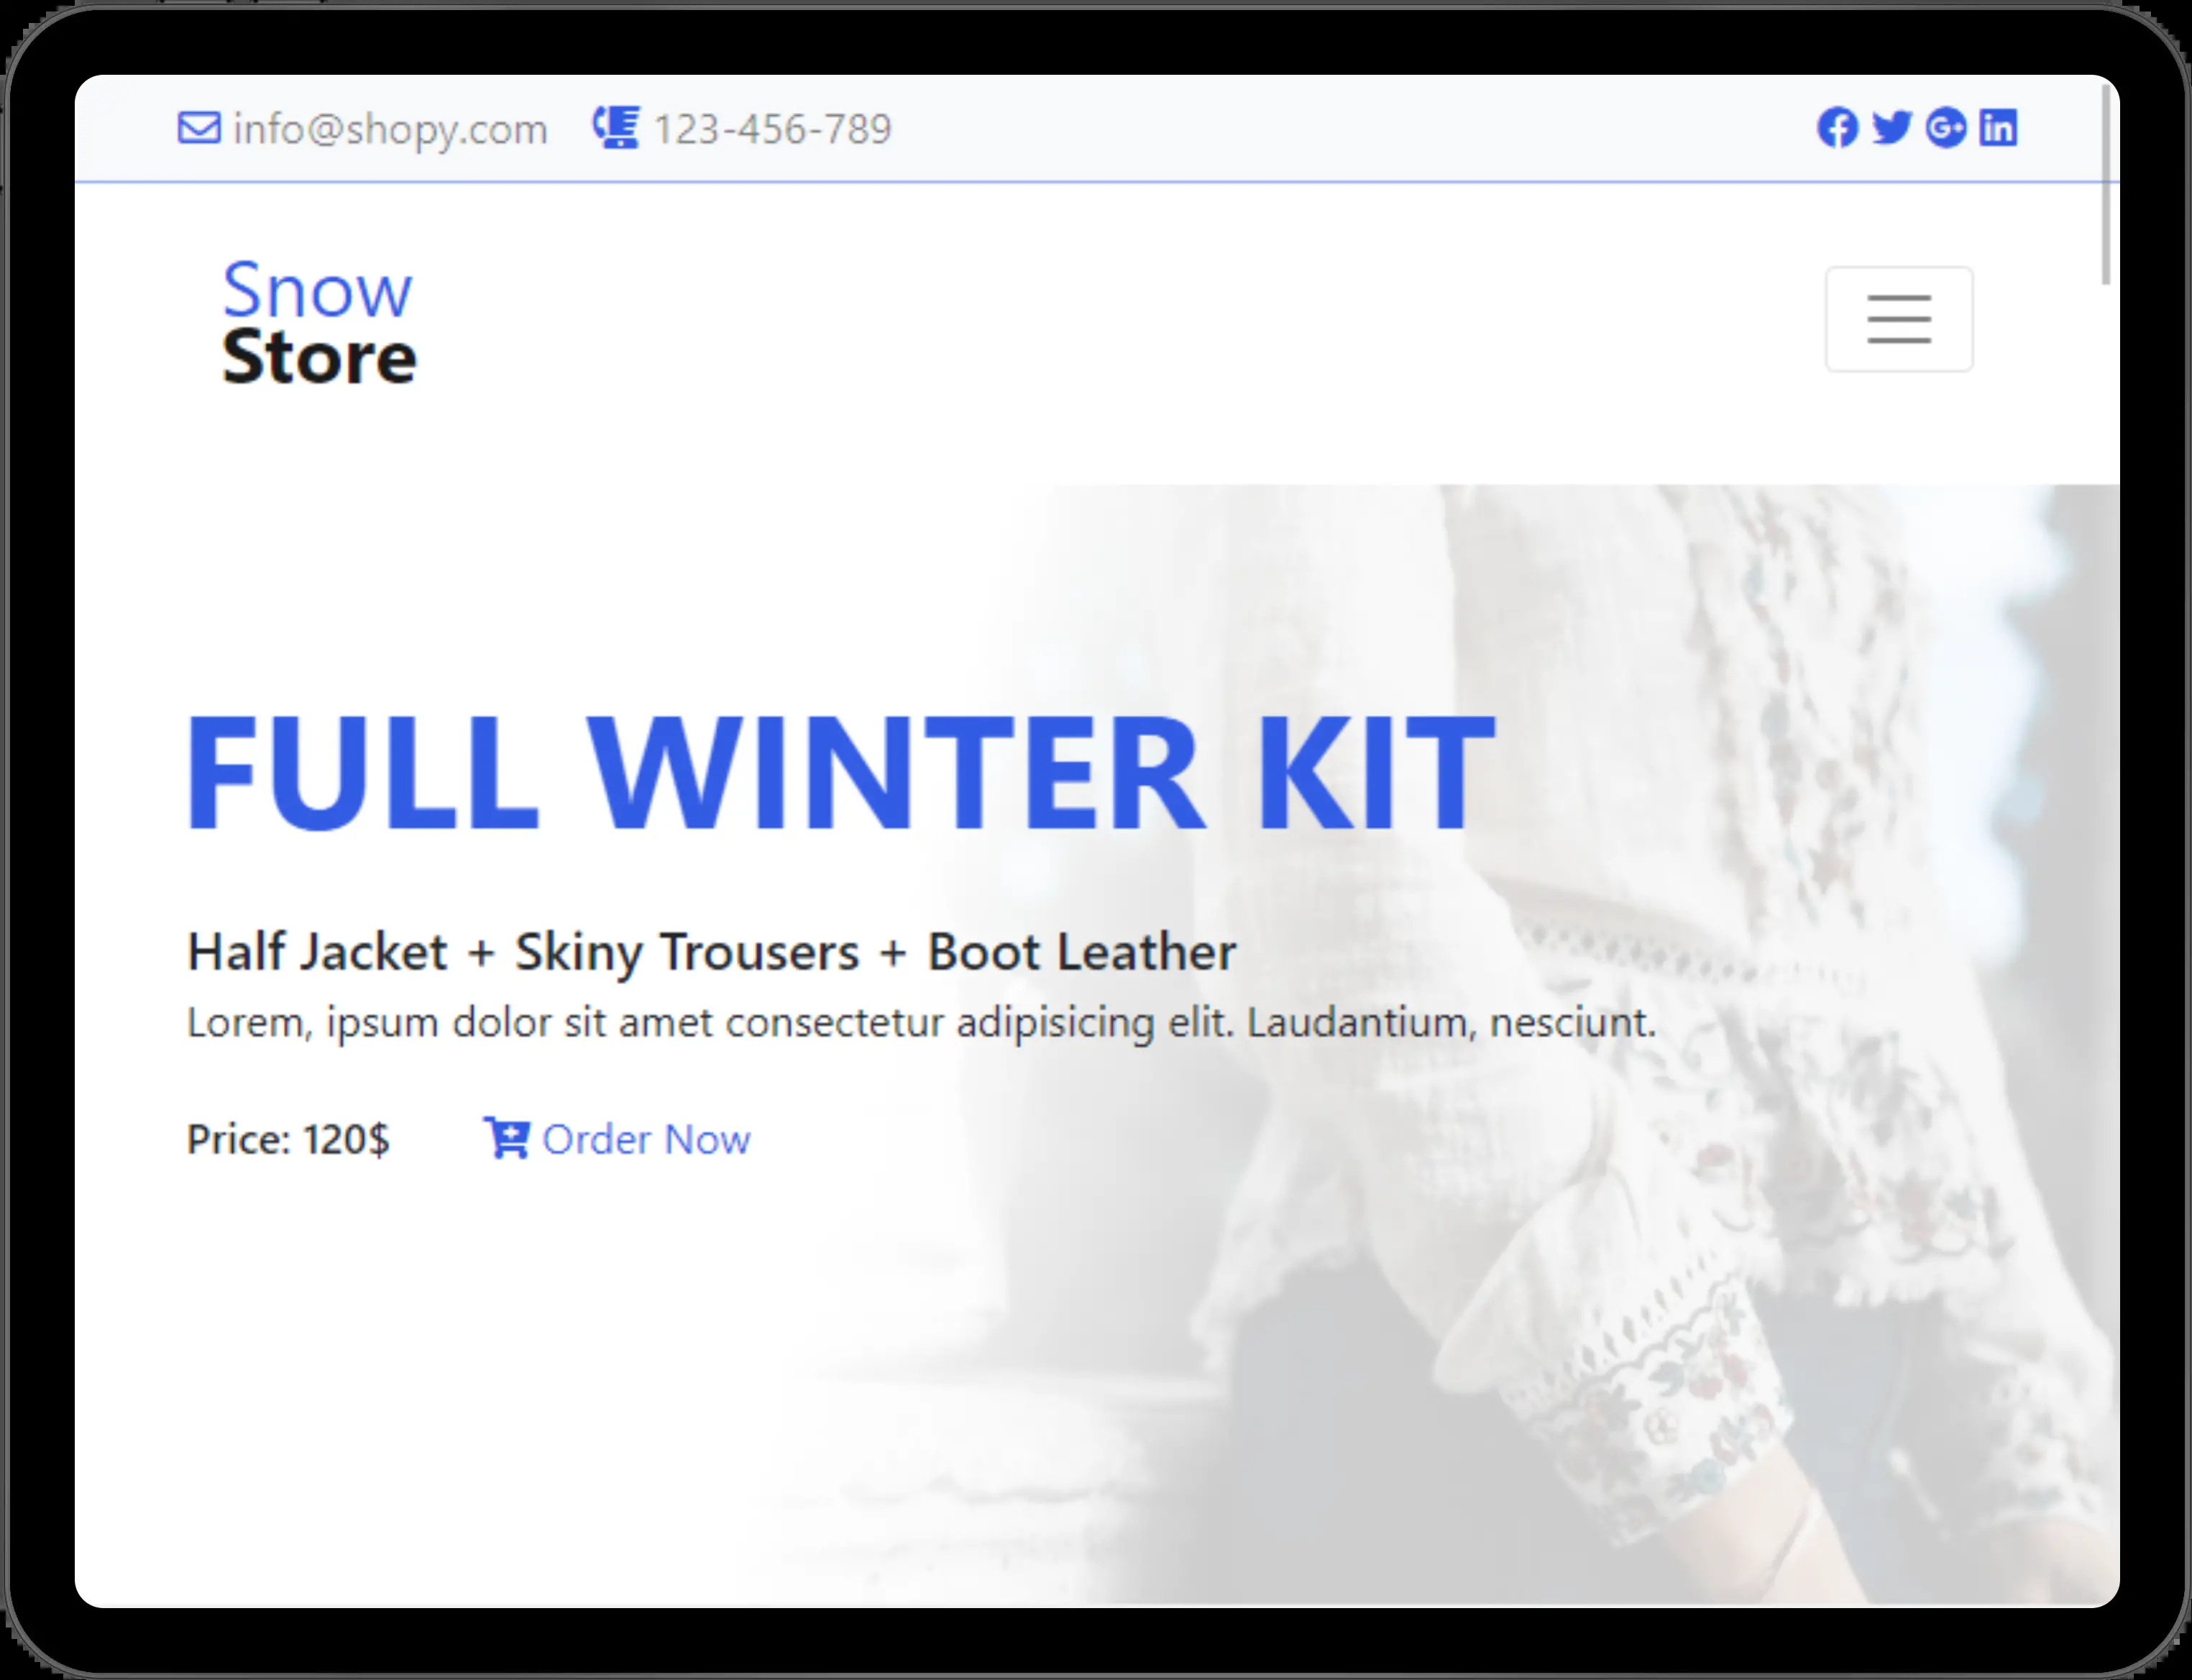 info@shopy.com 123-456-789
Snow
Store
FULL WINTER KIT
Half Jacket + Skiny Trousers + Boot Leather
Lorem, ipsum dolor sit amet consectetur adipisicing elit. Laudantium, nesciunt.
Price: 120$ Order Now